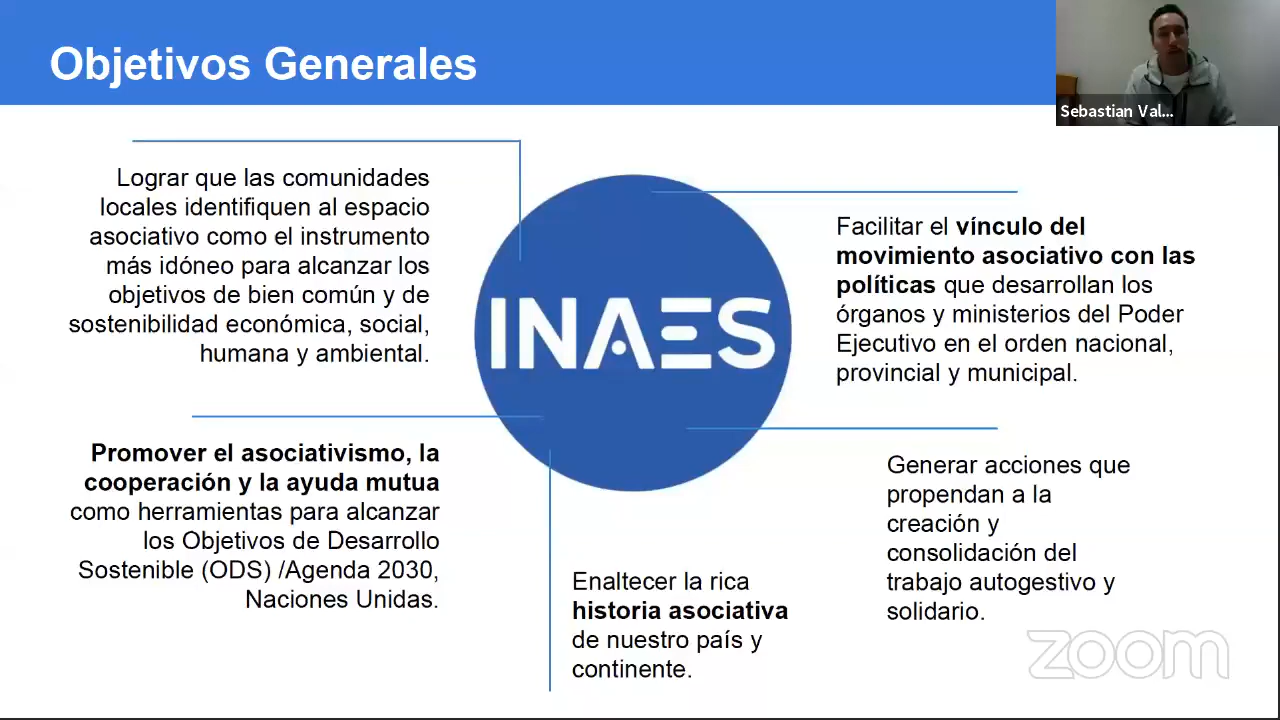 Objetivos Generales
Sebastian Val...
Lograr que las comunidades
locales identifiquen al espacio
asociativo como el instrumento
más idóneo para alcanzar los
objetivos de bien común y de
sostenibilidad económica, social,
humana y ambiental.
INAES
Facilitar el vínculo del
movimiento asociativo con las
políticas que desarrollan los
órganos y ministerios del Poder
Ejecutivo en el orden nacional,
provincial y municipal.
Promover el asociativismo, la
cooperación y la ayuda mutua
como herramientas para alcanzar
los Objetivos de Desarrollo
Sostenible (ODS) /Agenda 2030,
Naciones Unidas.
Enaltecer la rica
historia asociativa
de nuestro país y
continente.
Generar acciones que
propendan a la
creación y
consolidación del
trabajo autogestivo y
solidario.
zoom